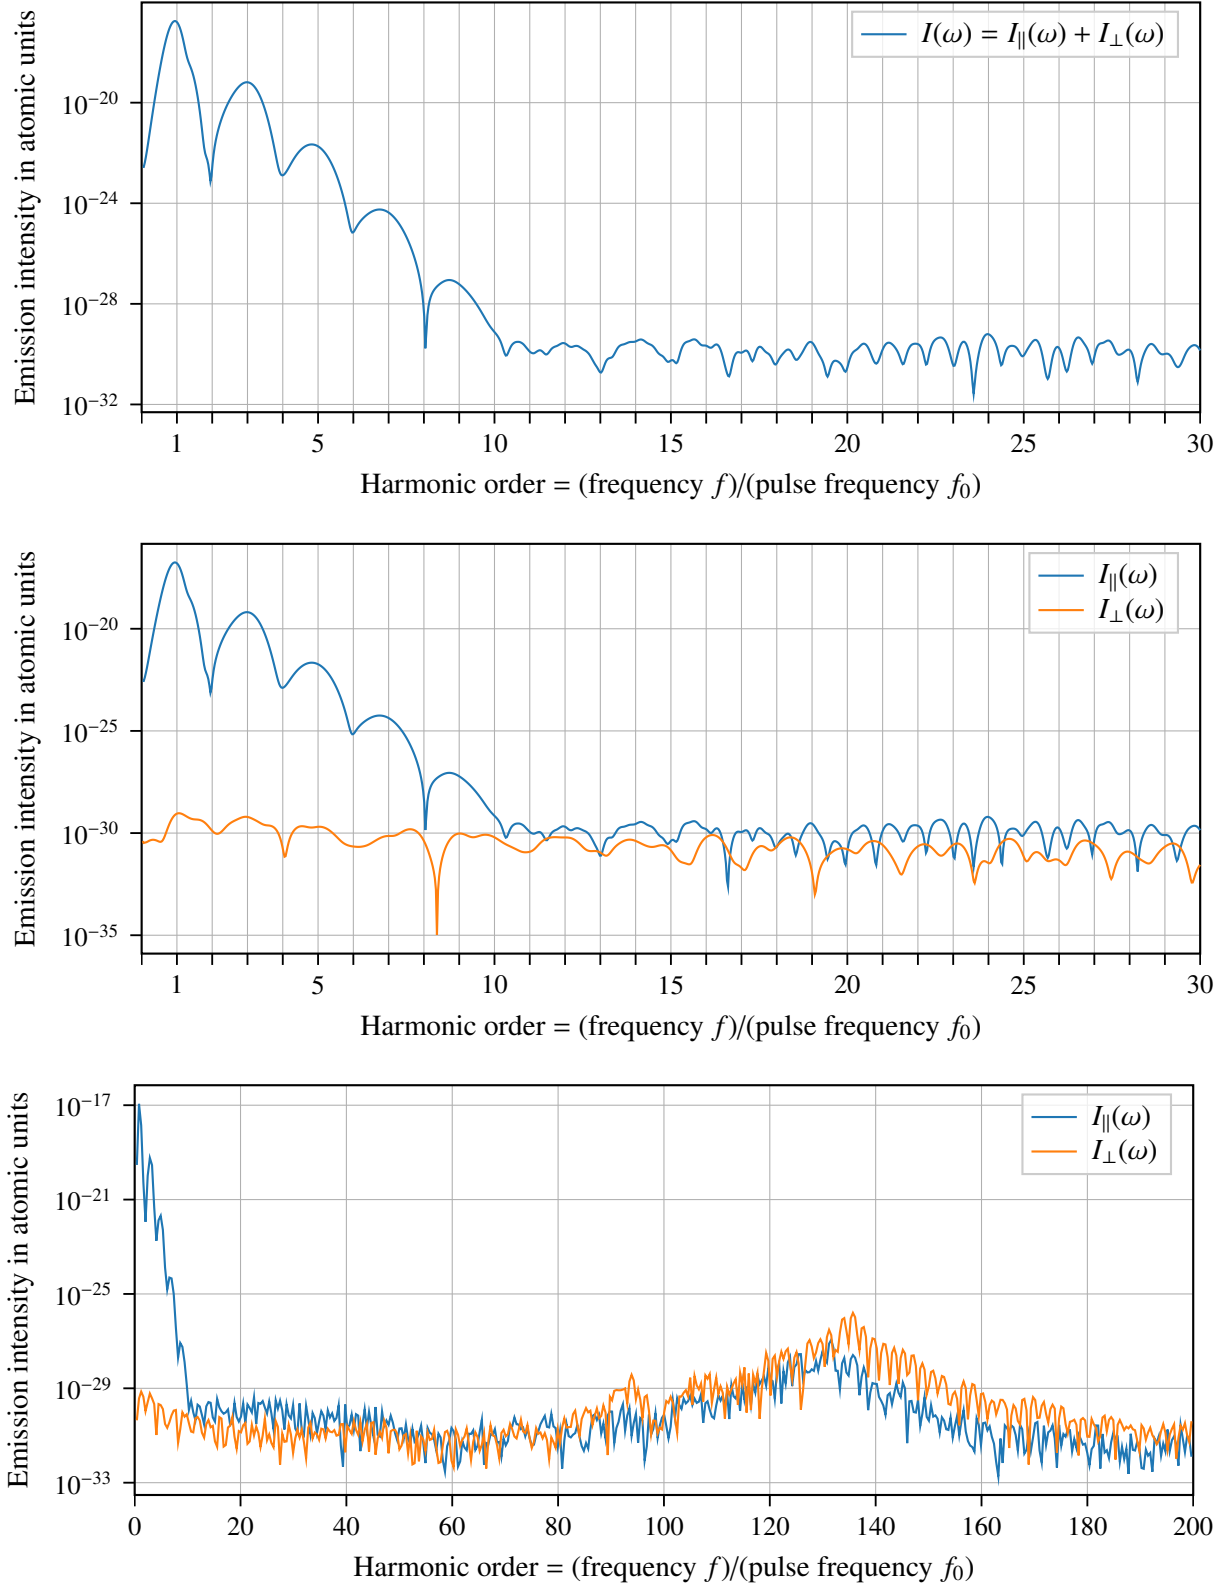 Emission intensity in atomic units
10⁻²⁰
10⁻²⁴
10⁻²⁸
10⁻³²
I(ω) = I∥(ω) + I⊥(ω)
1 5 10 15 20 25 30
Harmonic order = (frequency f)/(pulse frequency f₀)
Emission intensity in atomic units
10⁻²⁰
10⁻²⁵
10⁻³⁰
10⁻³⁵
I∥(ω)
I⊥(ω)
1 5 10 15 20 25 30
Harmonic order = (frequency f)/(pulse frequency f₀)
Emission intensity in atomic units
10⁻¹⁷
10⁻²¹
10⁻²⁵
10⁻²⁹
10⁻³³
I∥(ω)
I⊥(ω)
0 20 40 60 80 100 120 140 160 180 200
Harmonic order = (frequency f)/(pulse frequency f₀)